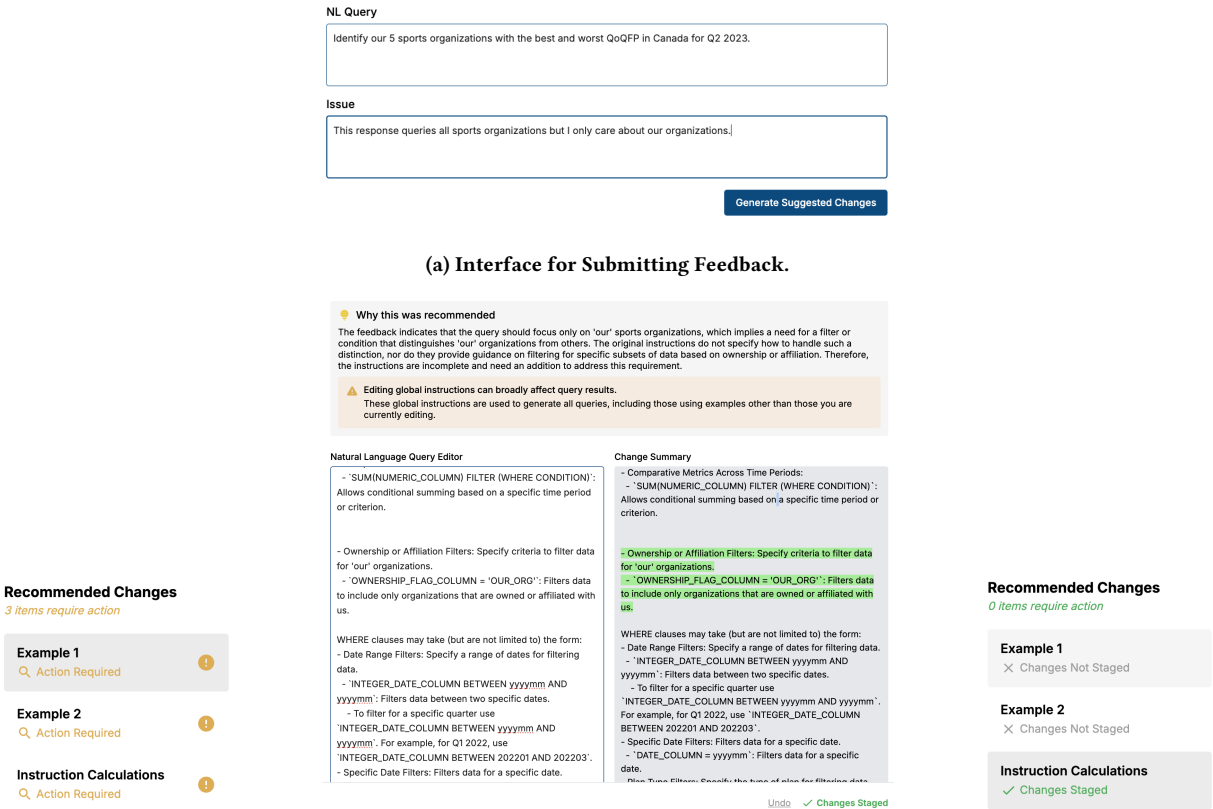 NL Query
Identify our 5 sports organizations with the best and worst QoQFP in Canada for Q2 2023.
Issue
This response queries all sports organizations but I only care about our organizations.
Generate Suggested Changes
(a) Interface for Submitting Feedback.
Why this was recommended
The feedback indicates that the query should focus only on 'our' sports organizations, which implies a need for a filter or
condition that distinguishes 'our' organizations from others. The original instructions do not specify how to handle such a
distinction, nor do they provide guidance on filtering for specific subsets of data based on ownership or affiliation. Therefore,
the instructions are incomplete and need an addition to address this requirement.
Editing global instructions can broadly affect query results.
These global instructions are used to generate all queries, including those using examples other than those you are
currently editing.
Recommended Changes
3 items require action
Example 1
Action Required
Example 2
Action Required
Instruction Calculations
Action Required
Natural Language Query Editor
- `SUM(NUMERIC_COLUMN) FILTER (WHERE CONDITION)`:
Allows conditional summing based on a specific time period
or criterion.
- Ownership or Affiliation Filters: Specify criteria to filter data
for 'our' organizations.
- `OWNERSHIP_FLAG_COLUMN = 'OUR_ORG'`: Filters data
to include only organizations that are owned or affiliated with
us.
WHERE clauses may take (but are not limited to) the form:
- Date Range Filters: Specify a range of dates for filtering
data.
- `INTEGER_DATE_COLUMN BETWEEN yyyymm AND
yyyymm`: Filters data between two specific dates.
- To filter for a specific quarter use
`INTEGER_DATE_COLUMN BETWEEN yyyymm AND
yyyymm`. For example, for Q1 2022, use
`INTEGER_DATE_COLUMN BETWEEN 202201 AND 202203`.
- Specific Date Filters: Filters data for a specific date.
Change Summary
- Comparative Metrics Across Time Periods:
- `SUM(NUMERIC_COLUMN) FILTER (WHERE CONDITION)`:
Allows conditional summing based on a specific time period or
criterion.
- Ownership or Affiliation Filters: Specify criteria to filter data
for 'our' organizations.
- `OWNERSHIP_FLAG_COLUMN = 'OUR_ORG'`: Filters data
to include only organizations that are owned or affiliated with
us.
WHERE clauses may take (but are not limited to) the form:
- Date Range Filters: Specify a range of dates for filtering data.
- `INTEGER_DATE_COLUMN BETWEEN yyyymm AND
yyyymm`: Filters data between two specific dates.
- To filter for a specific quarter use
`INTEGER_DATE_COLUMN BETWEEN yyyymm AND yyyymm`.
For example, for Q1 2022, use `INTEGER_DATE_COLUMN
BETWEEN 202201 AND 202203`.
- Specific Date Filters: Filters data for a specific date.
- `DATE_COLUMN = yyyymm`: Filters data for a specific
date.
- Plan Type Filters: Specify the type of plan for filtering data
Undo
Changes Staged
Recommended Changes
0 items require action
Example 1
Changes Not Staged
Example 2
Changes Not Staged
Instruction Calculations
Changes Staged